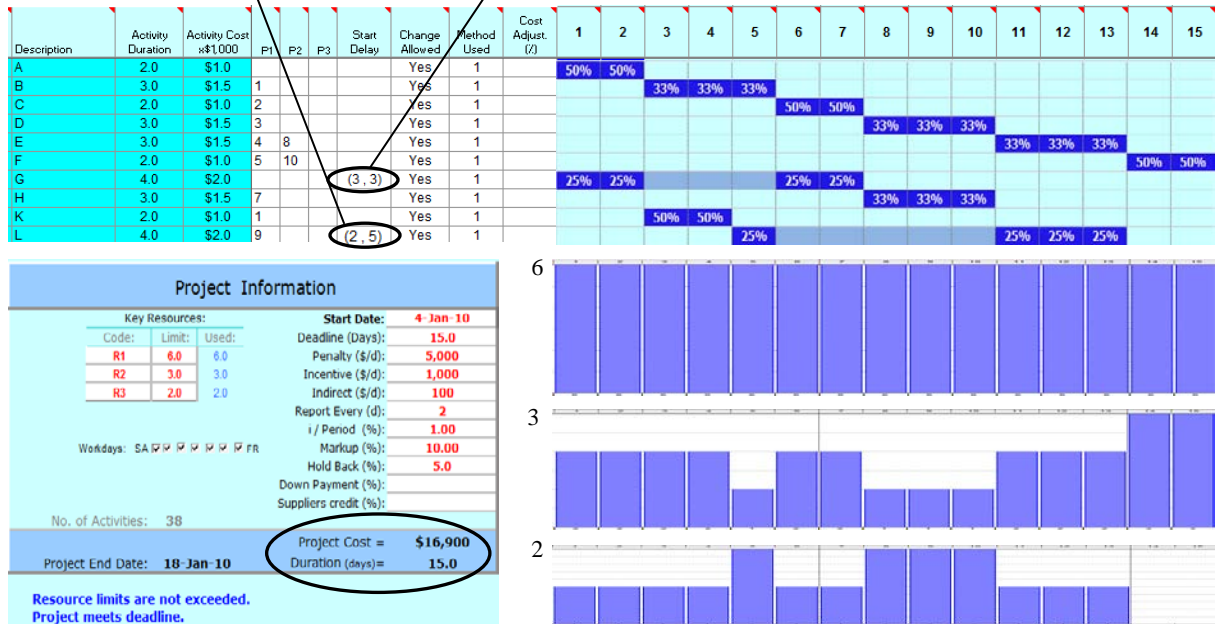 Description Activity Duration Activity Cost x$1,000 P1 P2 P3 Start Delay Change Allowed Method Used Cost Adjust. (%) 1 2 3 4 5 6 7 8 9 10 11 12 13 14 15
A 2.0 $1.0 Yes 1 50% 50%
B 3.0 $1.5 1 Yes 1 33% 33% 33%
C 2.0 $1.0 2 Yes 1 50% 50%
D 3.0 $1.5 3 Yes 1 33% 33% 33%
E 3.0 $1.5 4 8 Yes 1 33% 33% 33%
F 2.0 $1.0 5 10 Yes 1 50% 50%
G 4.0 $2.0 (3 , 3) Yes 1 25% 25% 25% 25%
H 3.0 $1.5 7 Yes 1 33% 33% 33%
K 2.0 $1.0 1 Yes 1 50% 50%
L 4.0 $2.0 9 (2 , 5) Yes 1 25% 25% 25% 25%
Project Information
Key Resources: Start Date: 4-Jan-10
Code: Limit: Used: Deadline (Days): 15.0
R1 6.0 6.0 Penalty ($/d): 5,000
R2 3.0 3.0 Incentive ($/d): 1,000
R3 2.0 2.0 Indirect ($/d): 100
Report Every (d): 2
i / Period (%): 1.00
Workdays: SA FR Markup (%): 10.00
Hold Back (%): 5.0
Down Payment (%):
Suppliers credit (%):
No. of Activities: 38
Project Cost = $16,900
Project End Date: 18-Jan-10 Duration (days)= 15.0
Resource limits are not exceeded.
Project meets deadline.
6
3
2